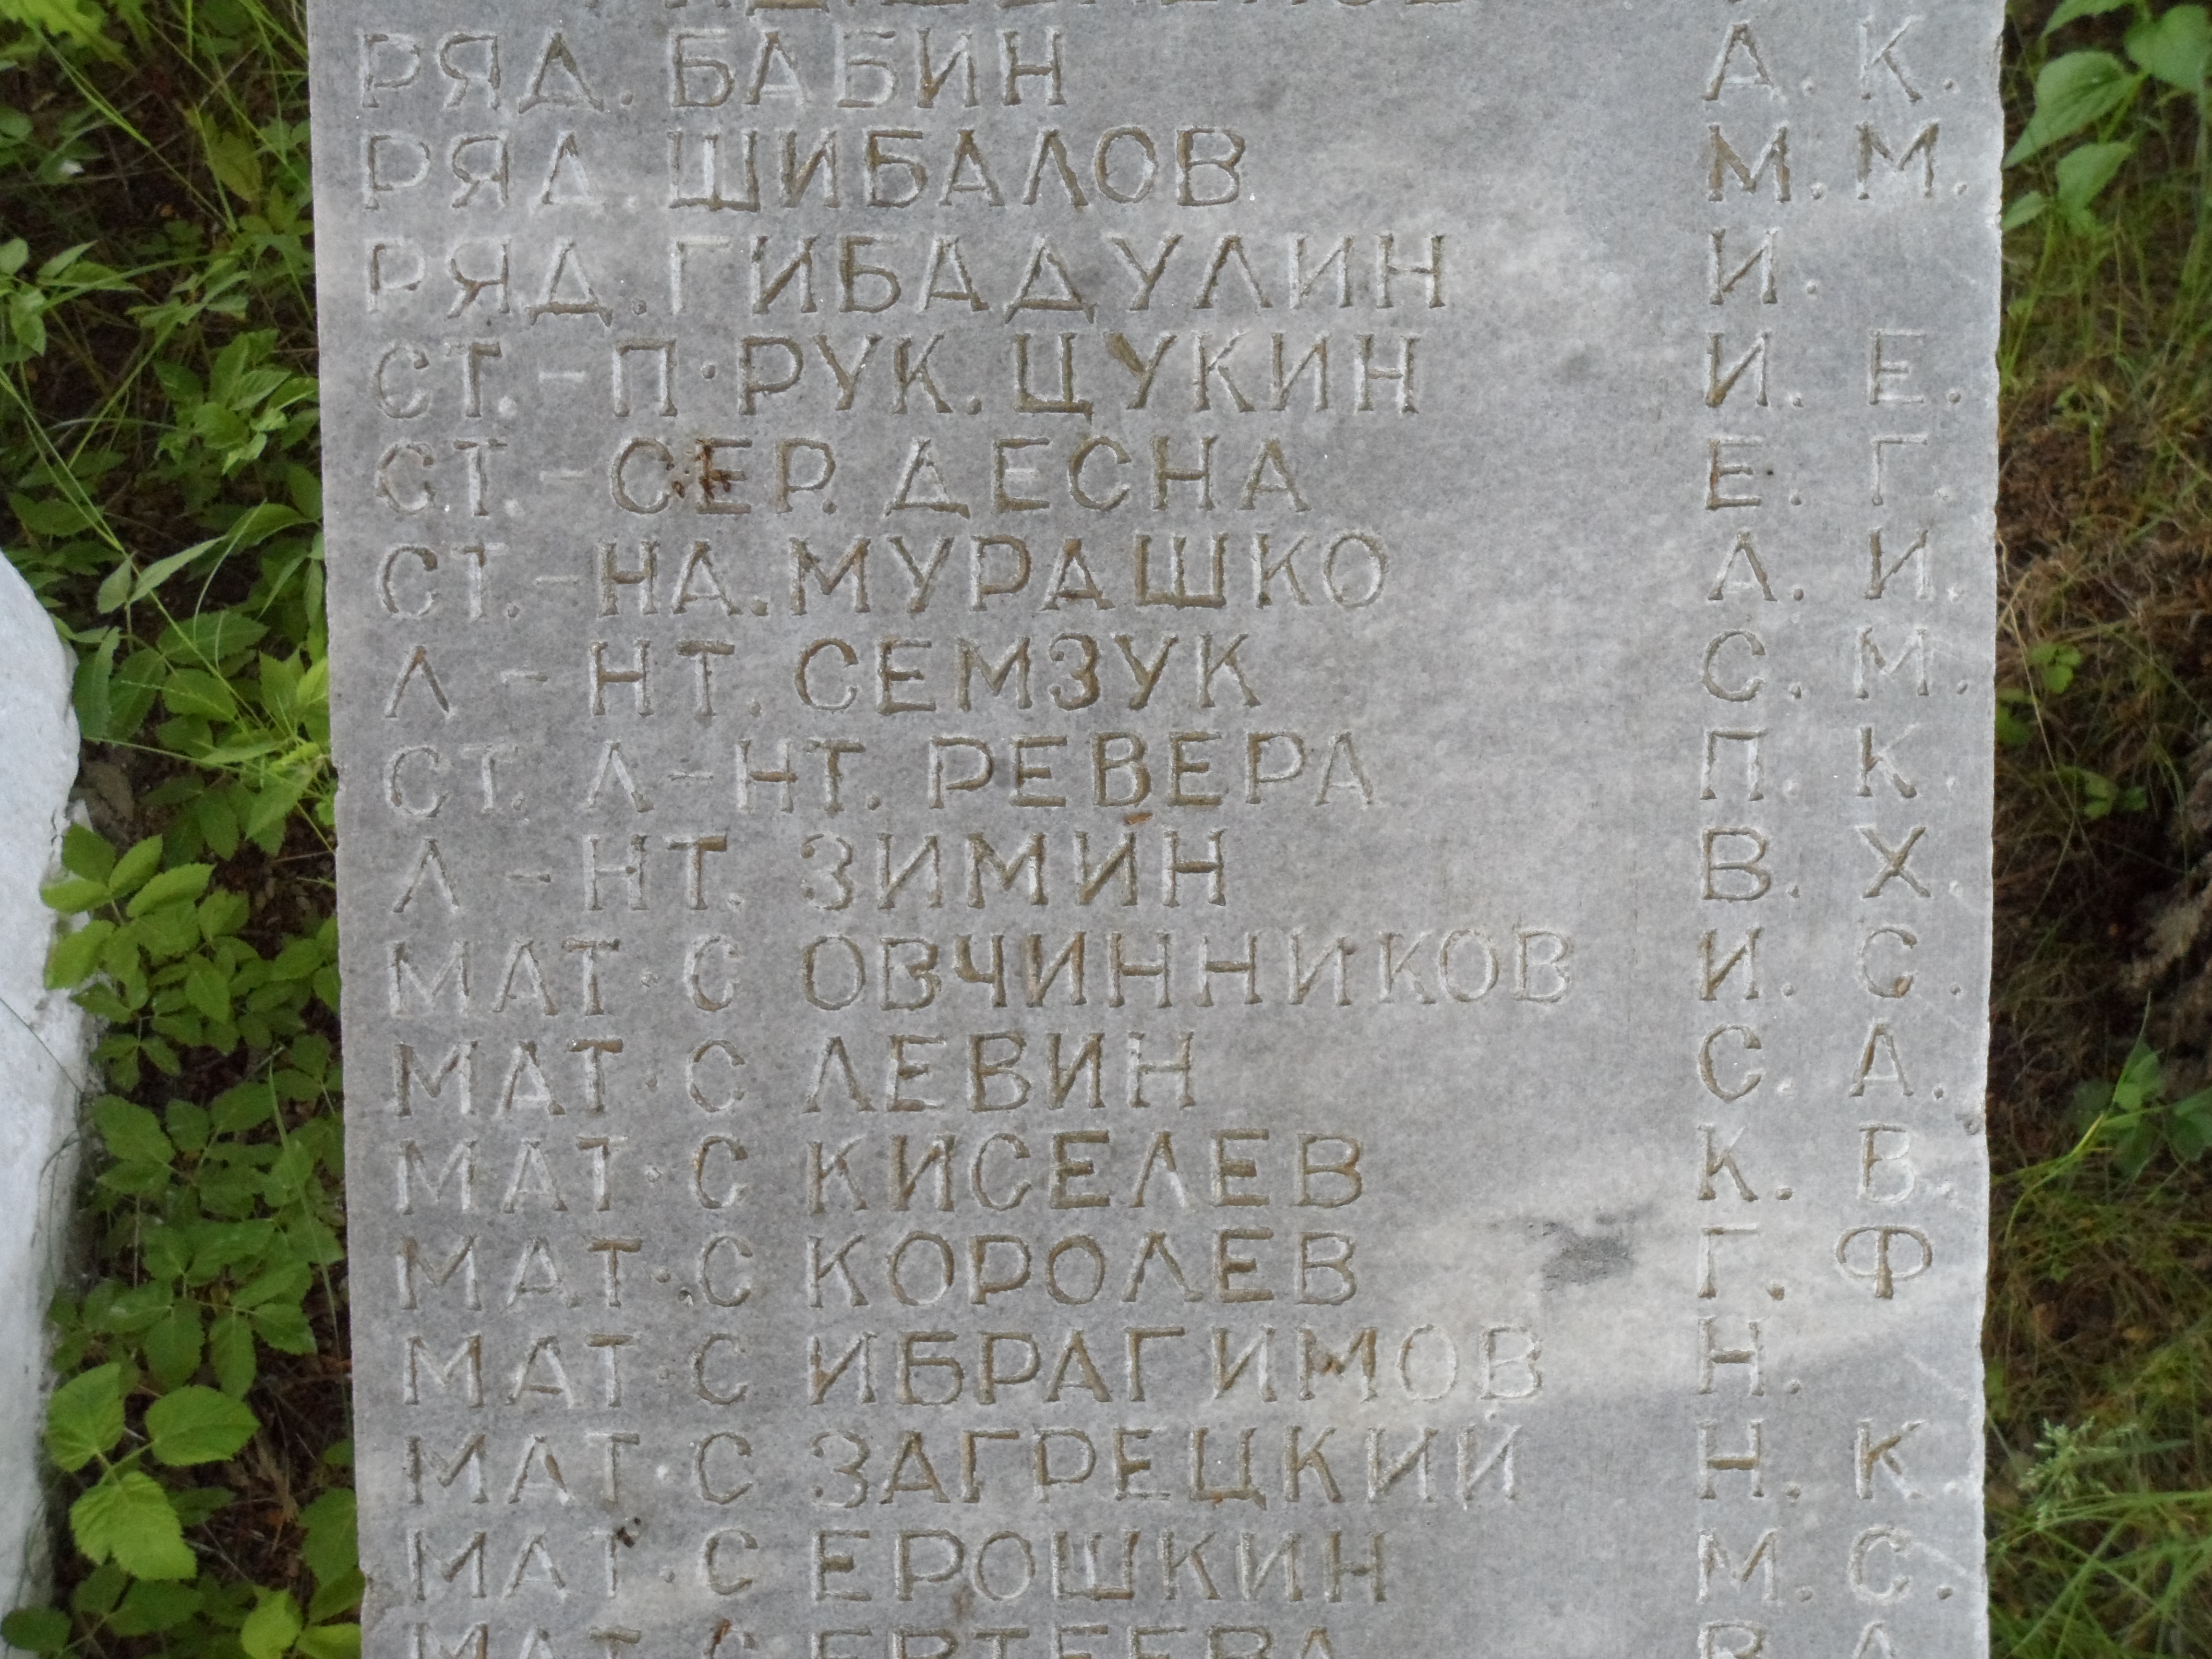 РЯД. БАБИН А. К.
РЯД. ШИБАЛОВ М. М.
РЯД. ГИБАДУЛИН И.
СТ.-П. РУК. ЦУКИН И. Е.
СТ.-СЕР. ДЕСНА Е. Г.
СТ.-НА. МУРАШКО А. И.
Л-НТ. СЕМЗУК С. М.
СТ. Л-НТ. РЕВЕРА П. К.
Л-НТ. ЗИМИН В. Х.
МАТ.С ОВЧИННИКОВ И. С.
МАТ.С ЛЕВИН С. А.
МАТ.С КИСЕЛЕВ К. В.
МАТ.С КОРОЛЕВ Г. Ф
МАТ.С ИБРАГИМОВ Н.
МАТ.С ЗАГРЕЦКИЙ Н. К.
МАТ.С ЕРОШКИН М. С.
МАТ.С